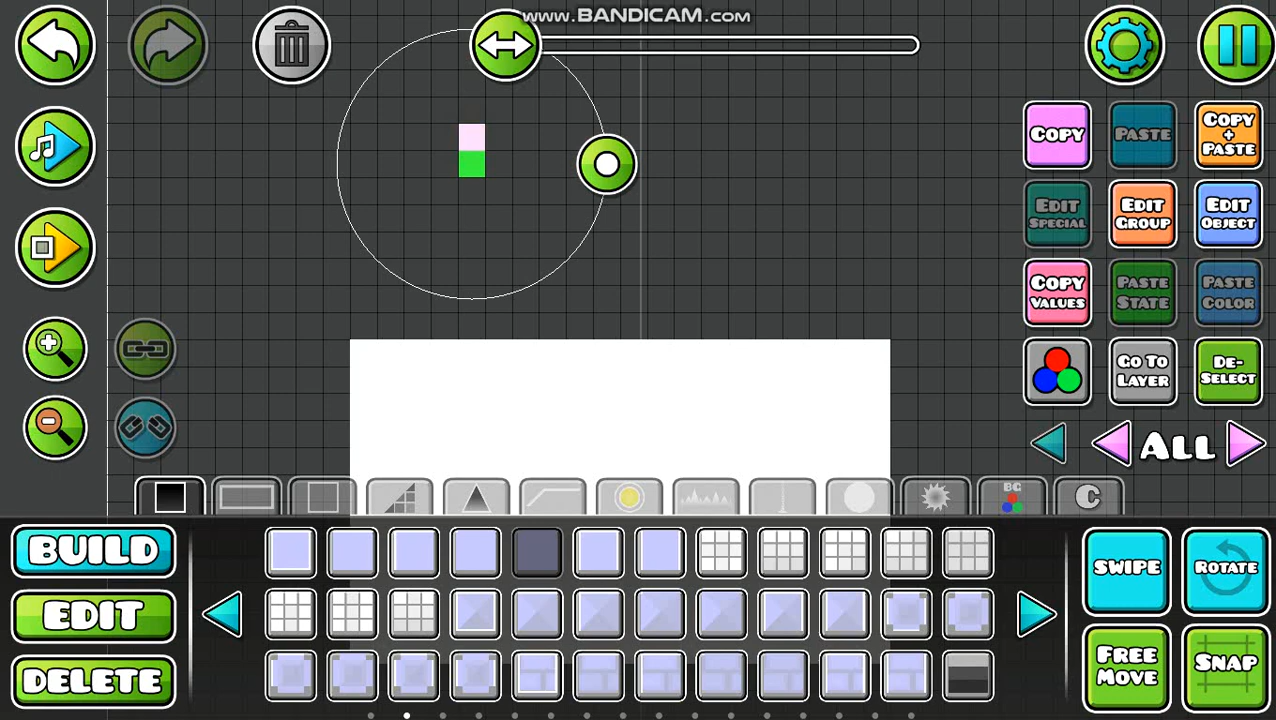 www.BANDICAM.com
COPY
PASTE
COPY
+
PASTE
EDIT
SPECIAL
EDIT
GROUP
EDIT
OBJECT
COPY
VALUES
PASTE
STATE
PASTE
COLOR
GO TO
LAYER
DE-
SELECT
ALL
BG
C
BUILD
EDIT
DELETE
SWIPE
ROTATE
FREE
MOVE
SNAP